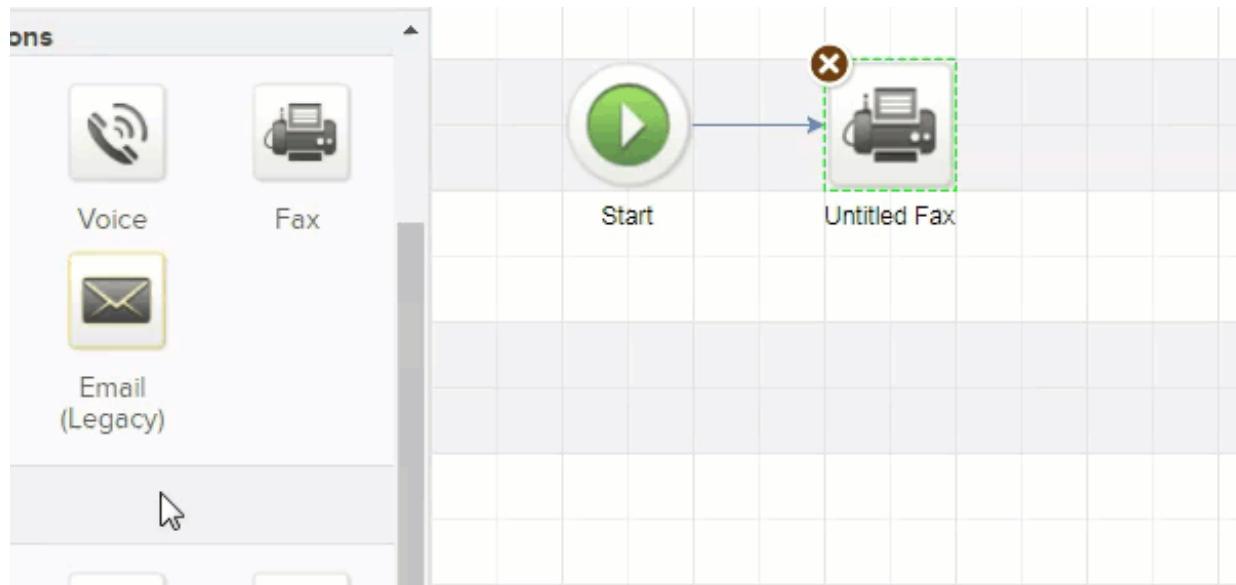 ons
Voice
Fax
Start
Untitled Fax
Email
(Legacy)